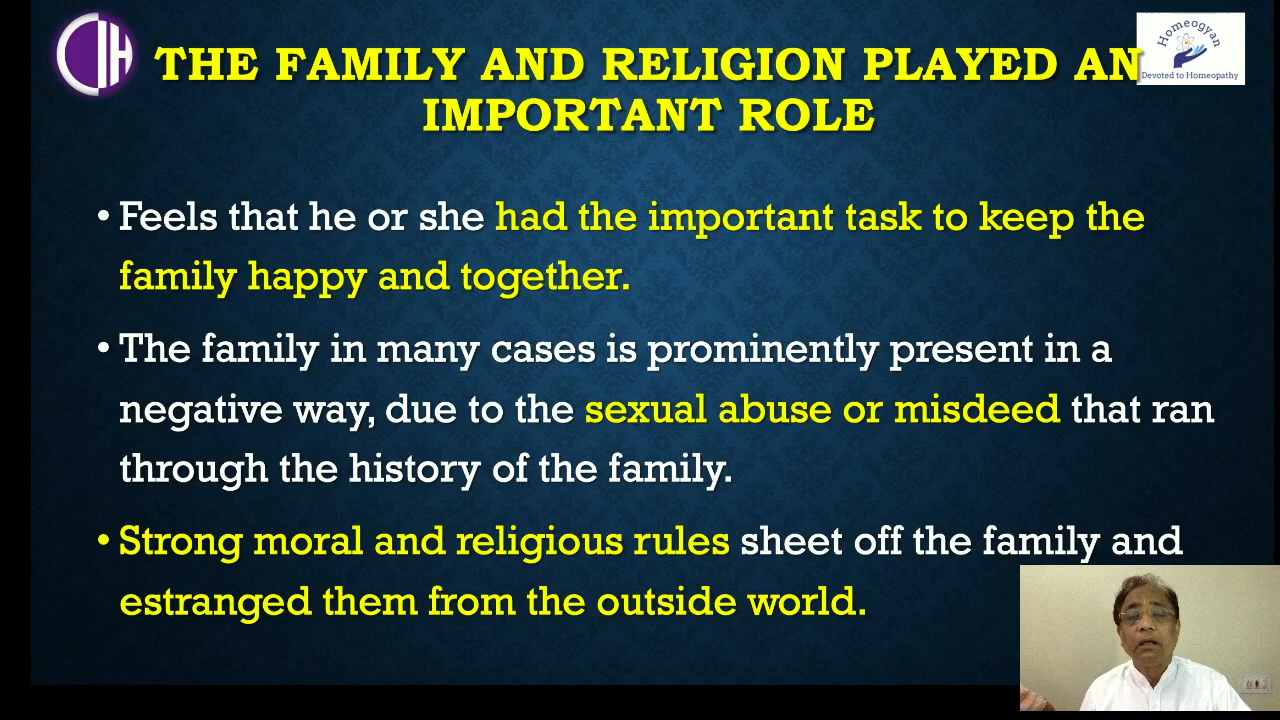 Homeogyan
Devoted to Homeopathy
THE FAMILY AND RELIGION PLAYED AN
IMPORTANT ROLE
• Feels that he or she had the important task to keep the
family happy and together.
• The family in many cases is prominently present in a
negative way, due to the sexual abuse or misdeed that ran
through the history of the family.
• Strong moral and religious rules sheet off the family and
estranged them from the outside world.